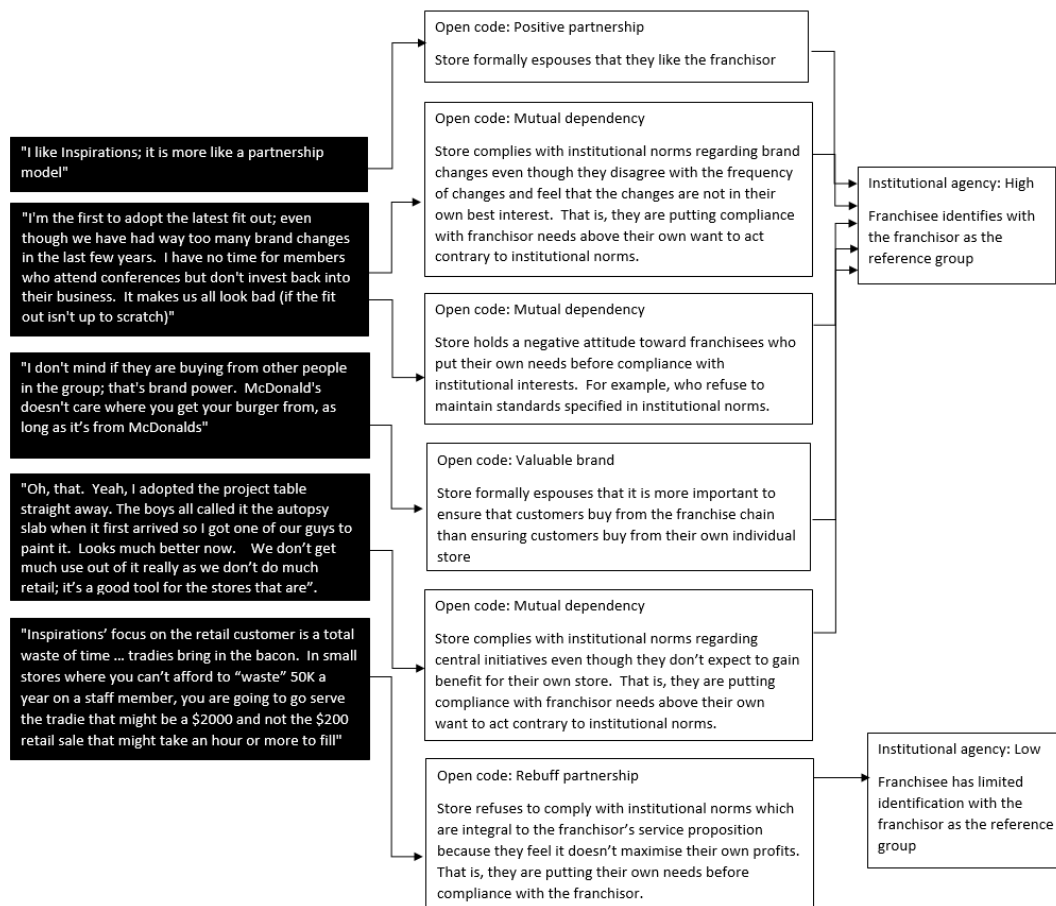 "I like Inspirations; it is more like a partnership
model"
"I'm the first to adopt the latest fit out; even
though we have had way too many brand changes
in the last few years.  I have no time for members
who attend conferences but don't invest back into
their business.  It makes us all look bad (if the fit
out isn't up to scratch)"
"I don't mind if they are buying from other people
in the group; that's brand power.  McDonald's
doesn't care where you get your burger from, as
long as it’s from McDonalds"
"Oh, that.  Yeah, I adopted the project table
straight away. The boys all called it the autopsy
slab when it first arrived so I got one of our guys to
paint it.  Looks much better now.    We don’t get
much use out of it really as we don’t do much
retail; it’s a good tool for the stores that are”.
"Inspirations’ focus on the retail customer is a total
waste of time … tradies bring in the bacon.  In small
stores where you can’t afford to “waste” 50K a
year on a staff member, you are going to go serve
the tradie that might be a $2000 and not the $200
retail sale that might take an hour or more to fill"
Open code: Positive partnership
Store formally espouses that they like the franchisor
Open code: Mutual dependency
Store complies with institutional norms regarding brand
changes even though they disagree with the frequency
of changes and feel that the changes are not in their
own best interest.  That is, they are putting compliance
with franchisor needs above their own want to act
contrary to institutional norms.
Open code: Mutual dependency
Store holds a negative attitude toward franchisees who
put their own needs before compliance with
institutional interests.  For example, who refuse to
maintain standards specified in institutional norms.
Open code: Valuable brand
Store formally espouses that it is more important to
ensure that customers buy from the franchise chain
than ensuring customers buy from their own individual
store
Open code: Mutual dependency
Store complies with institutional norms regarding
central initiatives even though they don’t expect to gain
benefit for their own store.  That is, they are putting
compliance with franchisor needs above their own
want to act contrary to institutional norms.
Open code: Rebuff partnership
Store refuses to comply with institutional norms which
are integral to the franchisor’s service proposition
because they feel it doesn’t maximise their own profits.
That is, they are putting their own needs before
compliance with the franchisor.
Institutional agency: High
Franchisee identifies with
the franchisor as the
reference group
Institutional agency: Low
Franchisee has limited
identification with the
franchisor as the reference
group